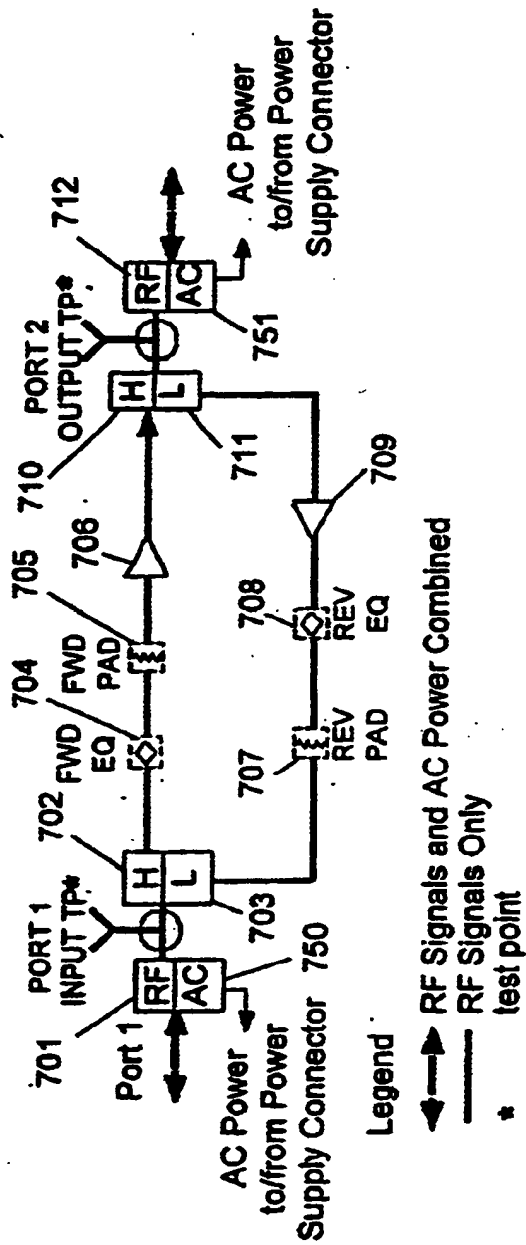 PORT 1
INPUT TP*
PORT 2
OUTPUT TP*
701
702
704
705
706
710
712
Port 1
RF
AC
H
L
FWD
EQ
FWD
PAD
H
L
RF
AC
750
703
711
751
AC Power
to/from Power
Supply Connector
AC Power
to/from Power
Supply Connector
707
708
709
REV
PAD
REV
EQ
Legend
RF Signals and AC Power Combined
RF Signals Only
* test point